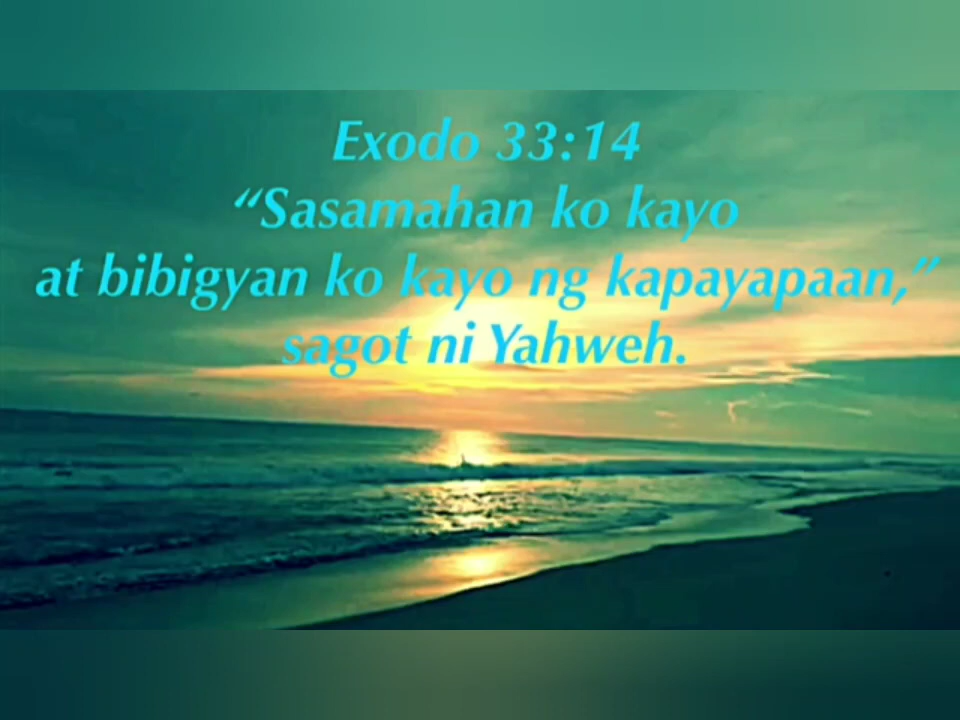 Exodo 33:14
“Sasamahan ko kayo
at bibigyan ko kayo ng kapayapaan,”
sagot ni Yahweh.